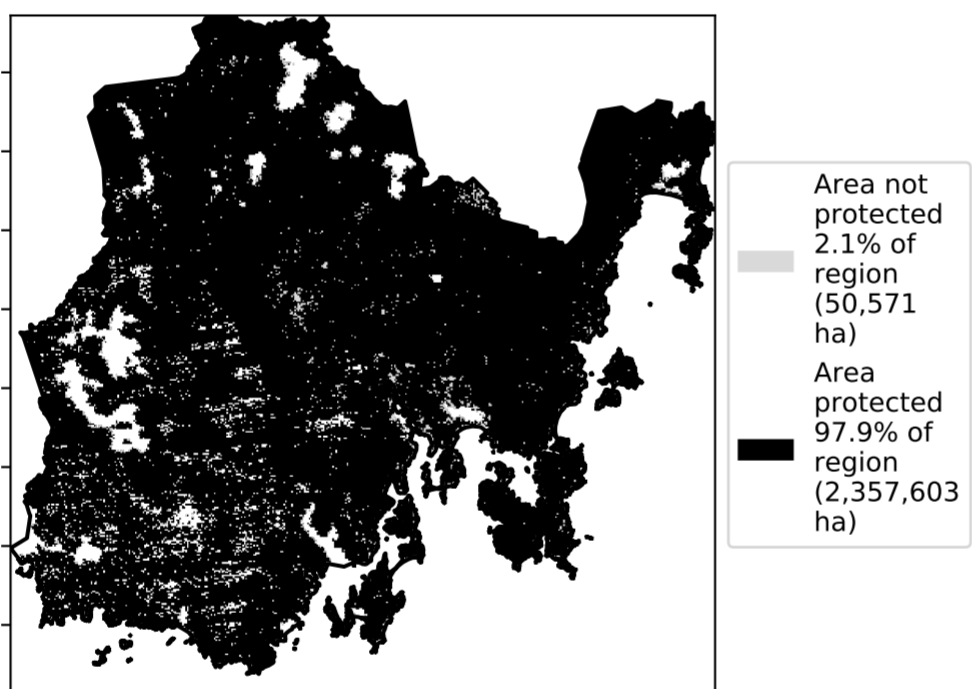 Area not
protected
2.1% of
region
(50,571
ha)
Area
protected
97.9% of
region
(2,357,603
ha)